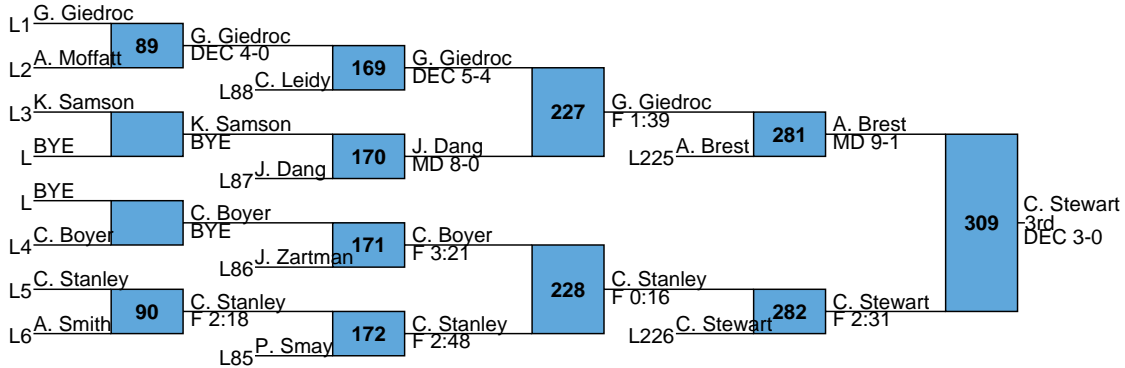 G. Giedroc
L1
89
G. Giedroc
DEC 4-0
A. Moffatt
L2
169
G. Giedroc
DEC 5-4
C. Leidy
L88
K. Samson
L3
227
G. Giedroc
F 1:39
K. Samson
BYE
281
A. Brest
MD 9-1
BYE
L
170
J. Dang
MD 8-0
A. Brest
L225
J. Dang
L87
BYE
L
C. Boyer
BYE
309
C. Stewart
3rd
DEC 3-0
C. Boyer
L4
171
C. Boyer
F 3:21
J. Zartman
L86
C. Stanley
L5
228
C. Stanley
F 0:16
90
C. Stanley
F 2:18
282
C. Stewart
F 2:31
A. Smith
L6
172
C. Stanley
F 2:48
C. Stewart
L226
P. Smay
L85